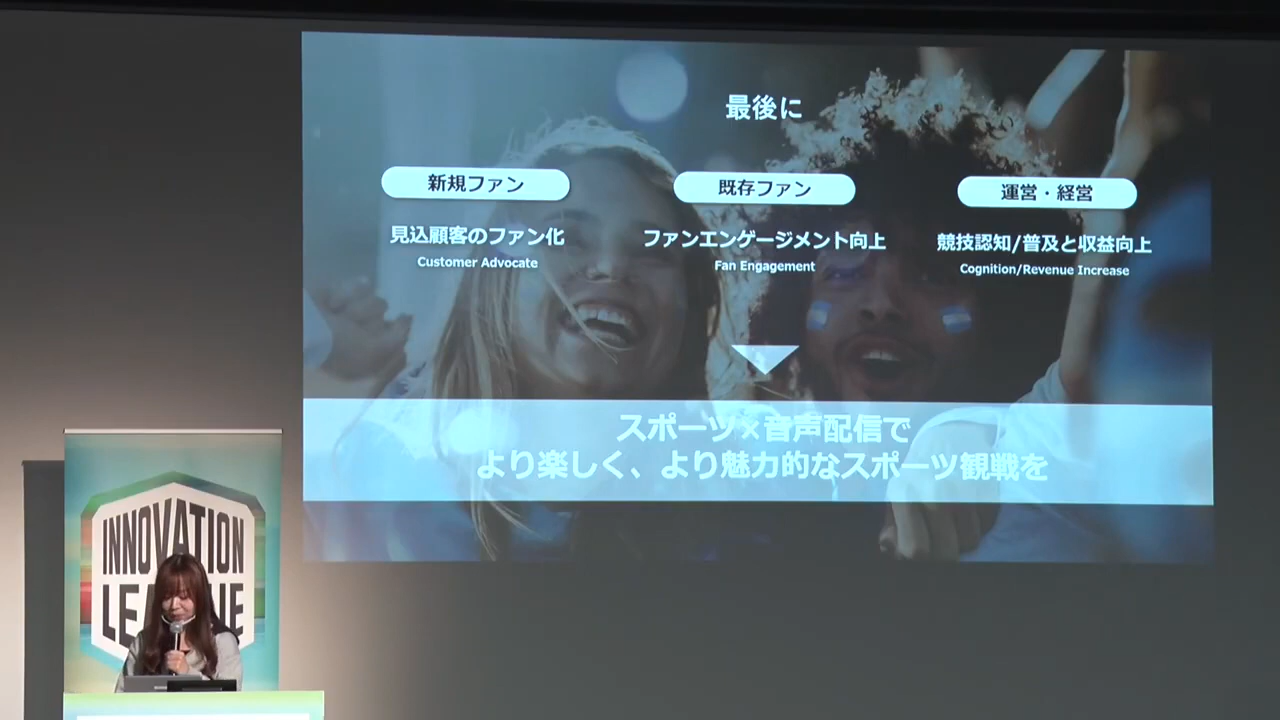 最後に
新規ファン
既存ファン
運営・経営
見込顧客のファン化
ファンエンゲージメント向上
競技認知/普及と収益向上
Customer Advocate
Fan Engagement
Cognition/Revenue Increase
スポーツ×音声配信で
より楽しく、より魅力的なスポーツ観戦を
INNOVATION